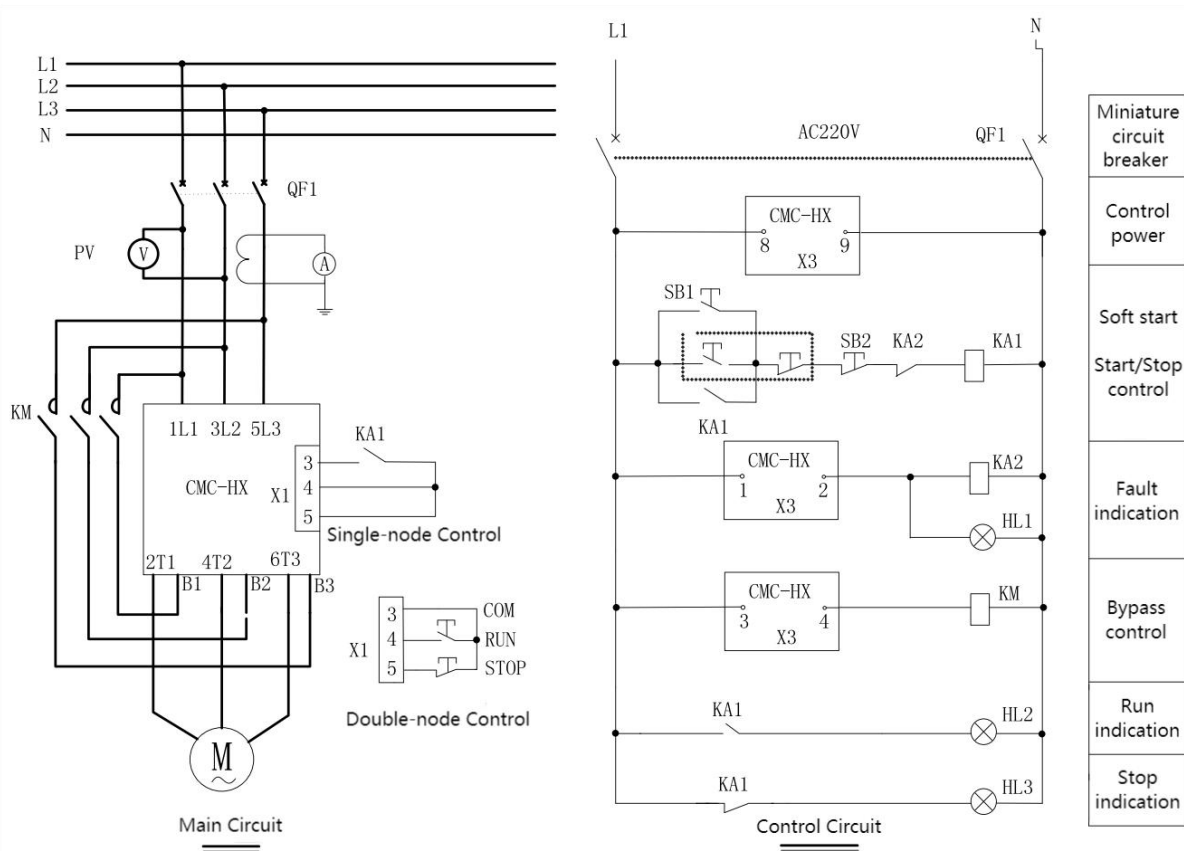 L1
L2
L3
N
QF1
PV
V
A
KM
1L1 3L2 5L3
CMC-HX
X1
3
4
5
KA1
Single-node Control
2T1
B1
4T2
B2
6T3
B3
X1
3
4
5
COM
RUN
STOP
Double-node Control
M
Main Circuit
L1
N
AC220V
QF1
CMC-HX
8 9
X3
SB1
SB2
KA2
KA1
KA1
CMC-HX
1 2
X3
KA2
HL1
CMC-HX
3 4
X3
KM
KA1
HL2
KA1
HL3
Control Circuit
Miniature
circuit
breaker
Control
power
Soft start
Start/Stop
control
Fault
indication
Bypass
control
Run
indication
Stop
indication